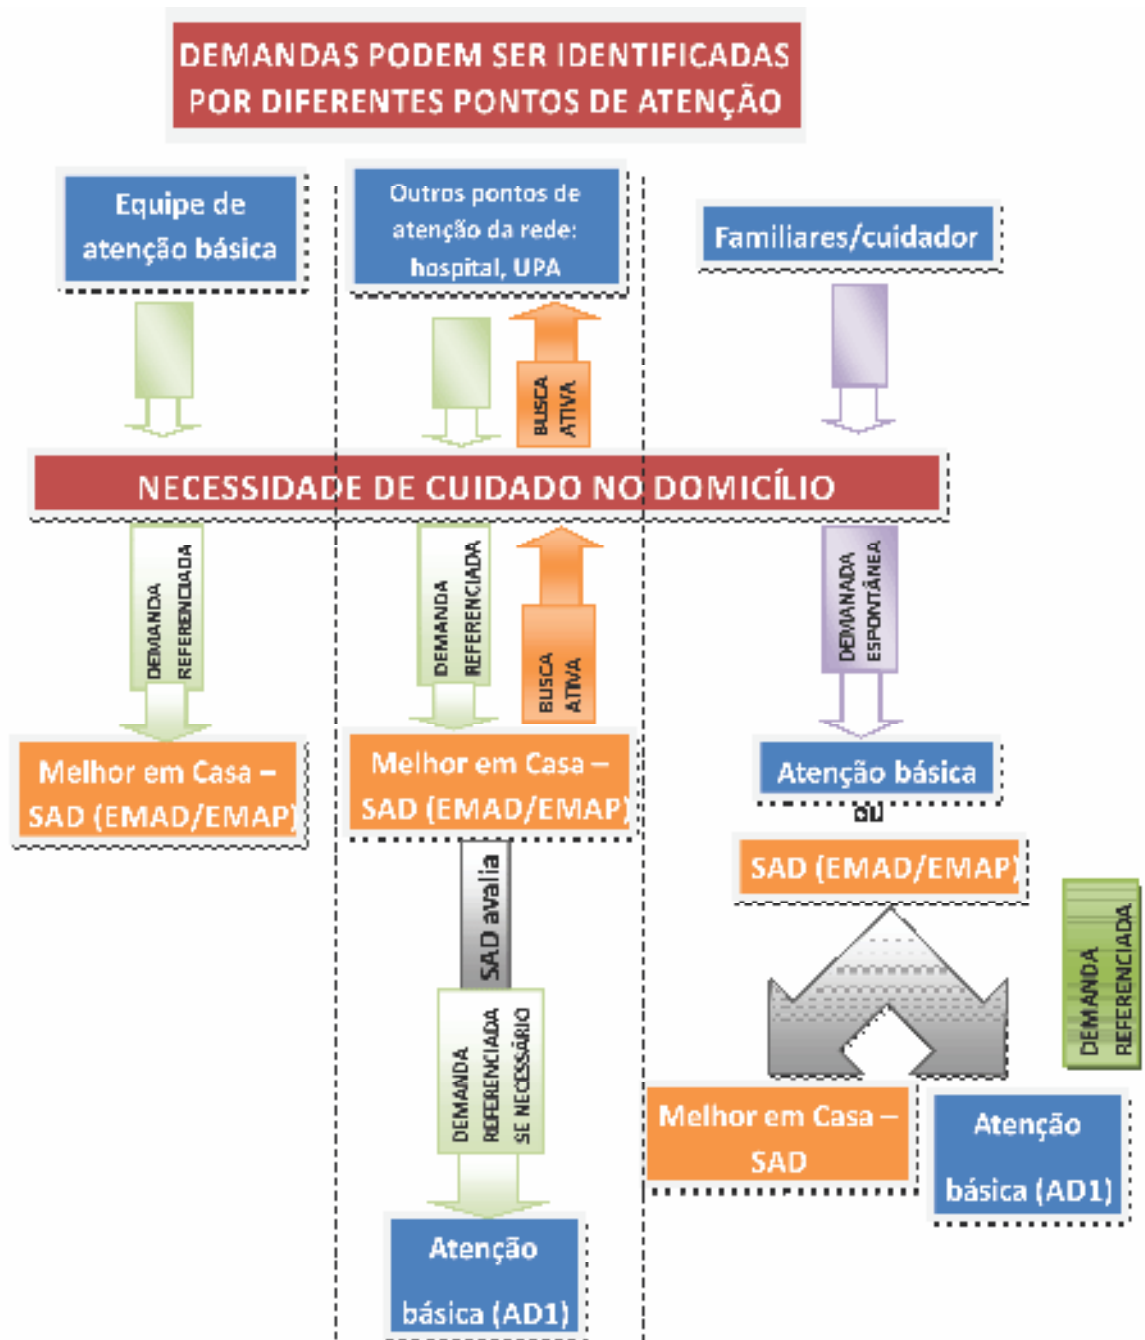 DEMANDAS PODEM SER IDENTIFICADAS
POR DIFERENTES PONTOS DE ATENÇÃO
Equipe de
atenção básica
Outros pontos de
atenção da rede:
hospital, UPA
Familiares/cuidador
BUSCA
ATIVA
NECESSIDADE DE CUIDADO NO DOMICÍLIO
DEMANDA
REFERENCIADA
DEMANDA
REFERENCIADA
BUSCA
ATIVA
DEMANADA
ESPONTÂNEA
Melhor em Casa –
SAD (EMAD/EMAP)
Melhor em Casa –
SAD (EMAD/EMAP)
Atenção básica
ou
SAD (EMAD/EMAP)
SAD avalia
DEMANDA
REFERENCIADA
SE NECESSÁRIO
DEMANDA
REFERENCIADA
Melhor em Casa –
SAD
Atenção
básica (AD1)
Atenção
básica (AD1)